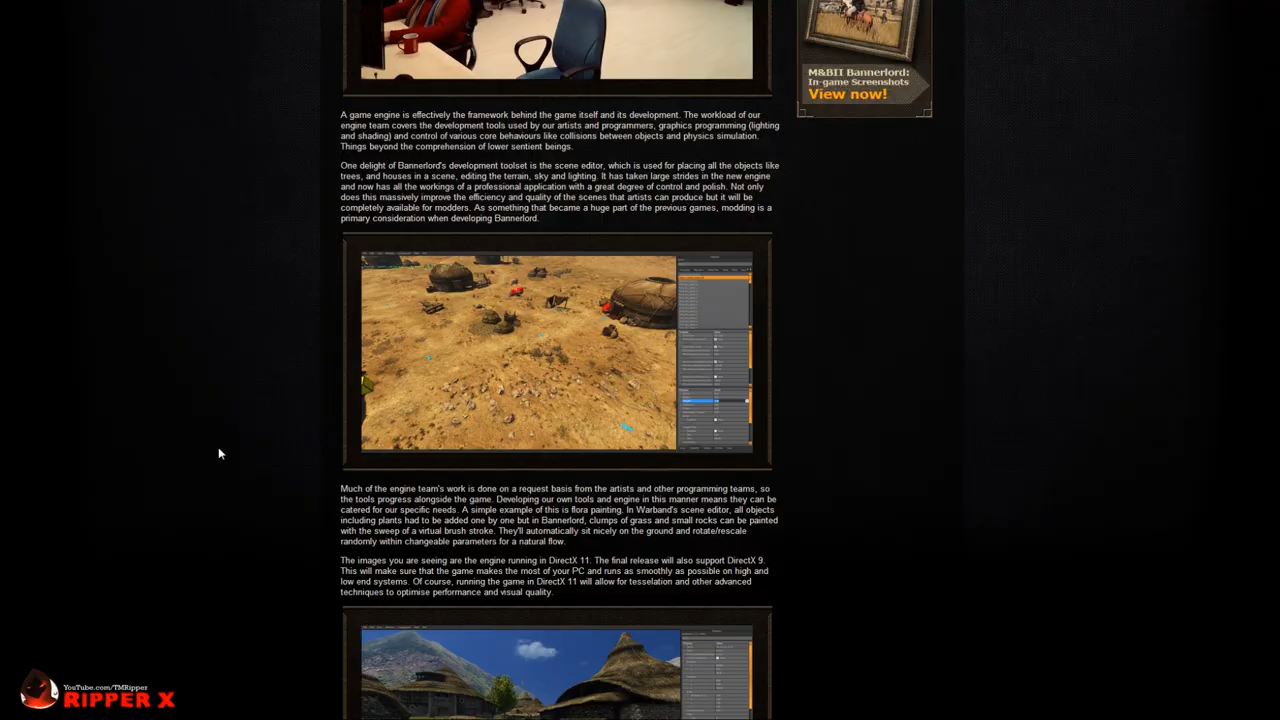 M&BII Bannerlord:
In-game Screenshots
View now!
A game engine is effectively the framework behind the game itself and its development. The workload of our
engine team covers the development tools used by our artists and programmers, graphics programming (lighting
and shading) and control of various core behaviours like collisions between objects and physics simulation.
Things beyond the comprehension of lower sentient beings.
One delight of Bannerlord's development toolset is the scene editor, which is used for placing all the objects like
trees, and houses in a scene, editing the terrain, sky and lighting. It has taken large strides in the new engine
and now has all the workings of a professional application with a great degree of control and polish. Not only
does this massively improve the efficiency and quality of the scenes that artists can produce but it will be
completely available for modders. As something that became a huge part of the previous games, modding is a
primary consideration when developing Bannerlord.
Much of the engine team's work is done on a request basis from the artists and other programming teams, so
the tools progress alongside the game. Developing our own tools and engine in this manner means they can be
catered for our specific needs. A simple example of this is flora painting. In Warband's scene editor, all objects
including plants had to be added one by one but in Bannerlord, clumps of grass and small rocks can be painted
with the sweep of a virtual brush stroke. They'll automatically sit nicely on the ground and rotate/rescale
randomly within changeable parameters for a natural flow.
The images you are seeing are the engine running in DirectX 11. The final release will also support DirectX 9.
This will make sure that the game makes the most of your PC and runs as smoothly as possible on high and
low end systems. Of course, running the game in DirectX 11 will allow for tesselation and other advanced
techniques to optimise performance and visual quality.
YouTube.com/TMRipper
RIPPER X